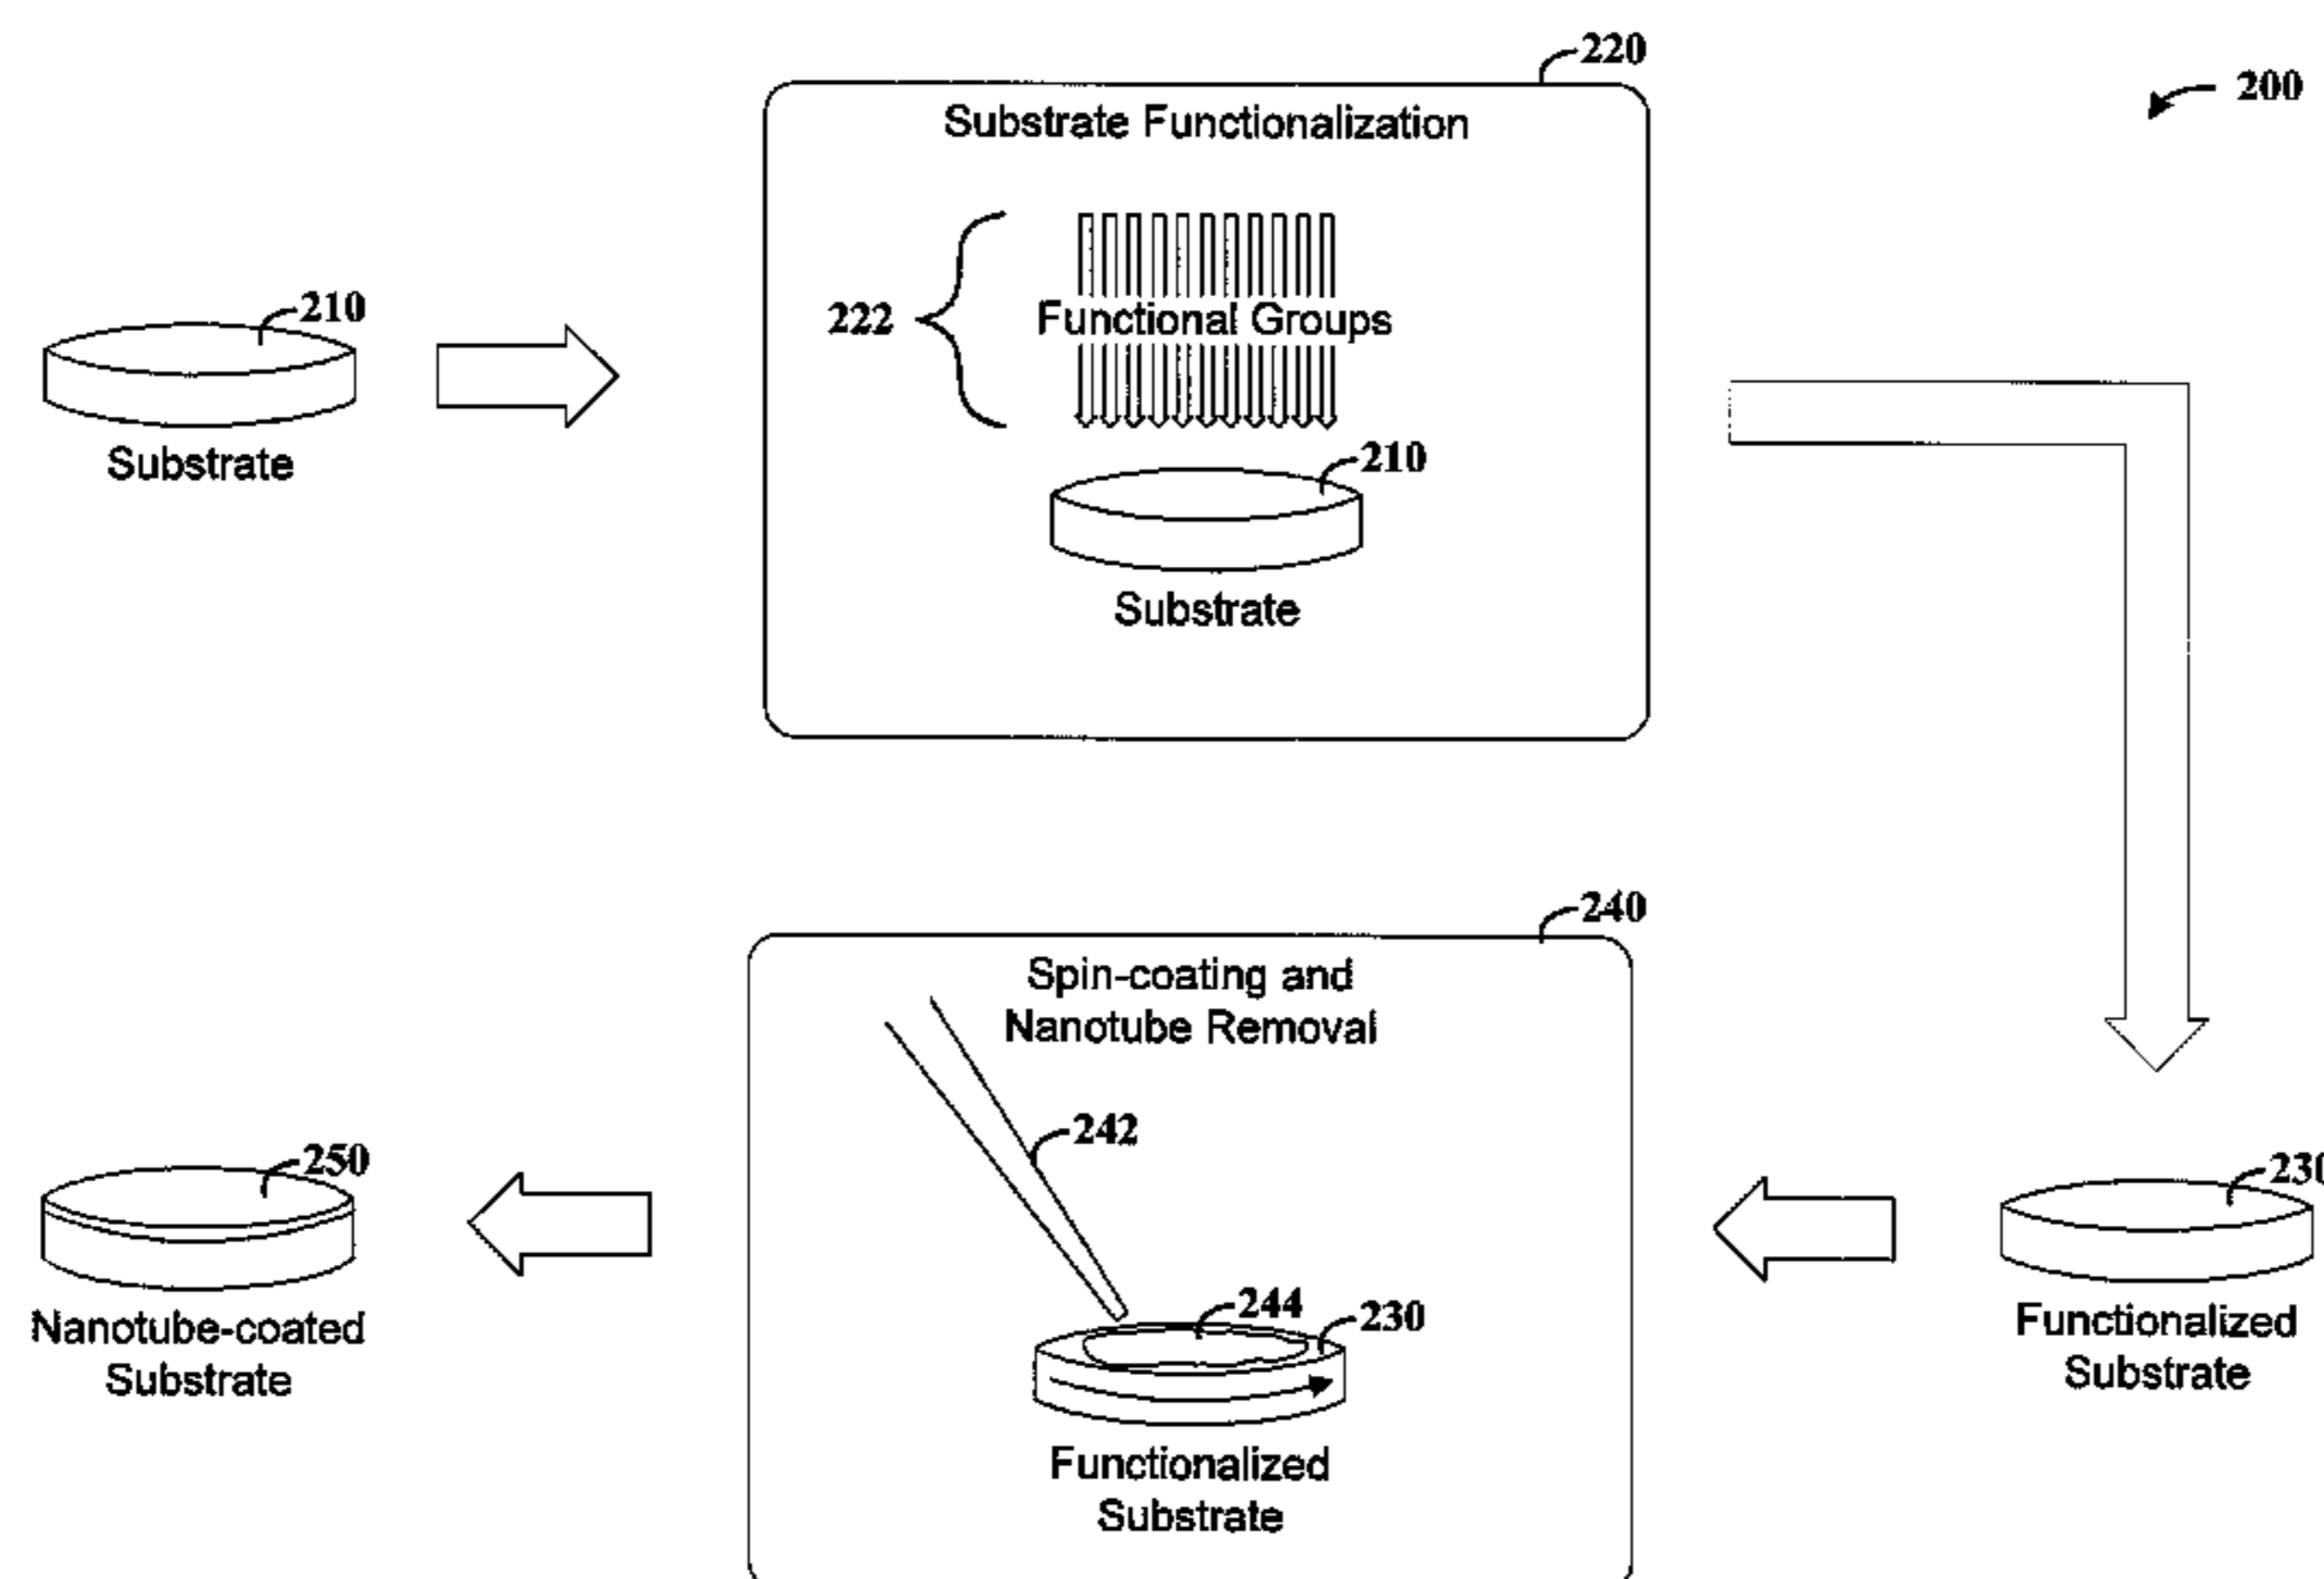 220
200
Substrate Functionalization
210
222
Functional Groups
Substrate
210
Substrate
240
Spin-coating and
Nanotube Removal
242
250
230
244
230
Nanotube-coated
Substrate
Functionalized
Substrate
Functionalized
Substrate